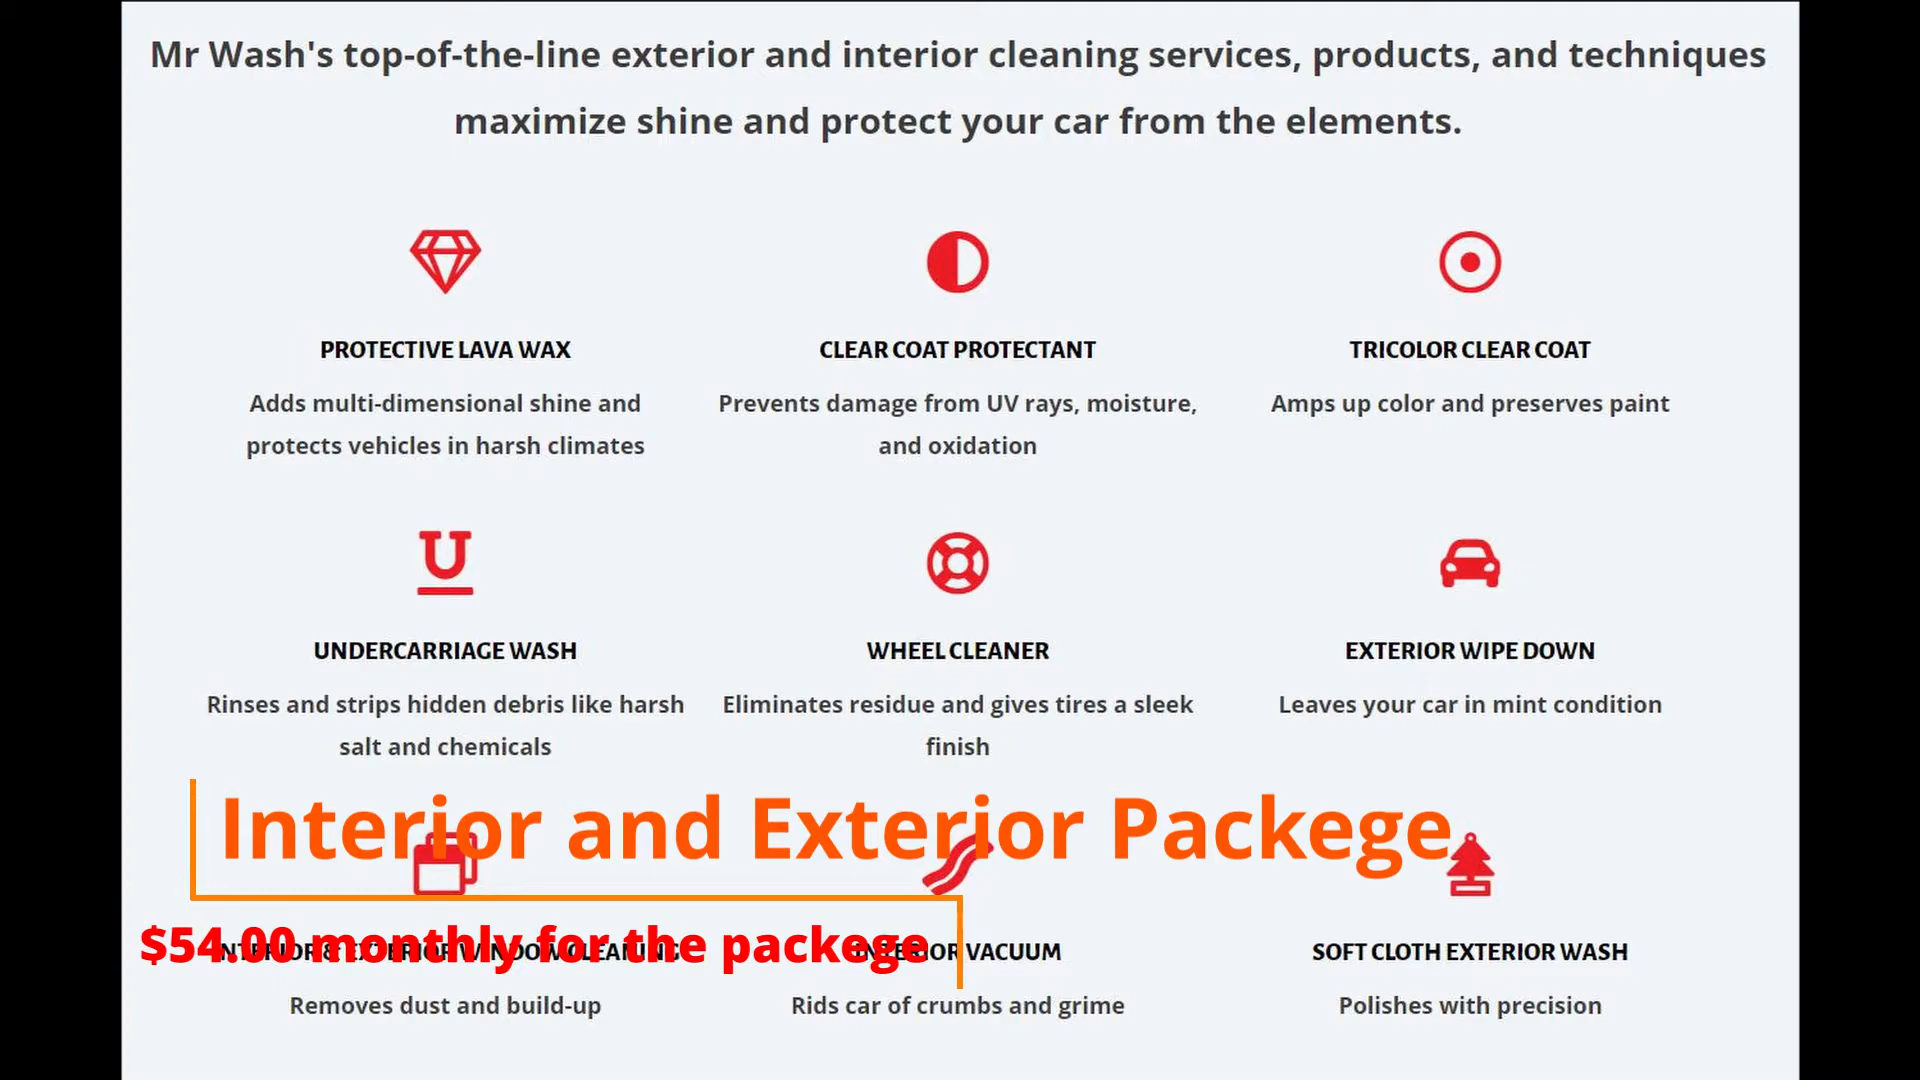 Mr Wash's top-of-the-line exterior and interior cleaning services, products, and techniques
maximize shine and protect your car from the elements.
PROTECTIVE LAVA WAX
Adds multi-dimensional shine and
protects vehicles in harsh climates
CLEAR COAT PROTECTANT
Prevents damage from UV rays, moisture,
and oxidation
TRICOLOR CLEAR COAT
Amps up color and preserves paint
U
UNDERCARRIAGE WASH
Rinses and strips hidden debris like harsh
salt and chemicals
WHEEL CLEANER
Eliminates residue and gives tires a sleek
finish
EXTERIOR WIPE DOWN
Leaves your car in mint condition
Interior and Exterior Packege
$54.00 monthly for the packege
INTERIOR & EXTERIOR WINDOW CLEANING
Removes dust and build-up
INTERIOR VACUUM
Rids car of crumbs and grime
SOFT CLOTH EXTERIOR WASH
Polishes with precision